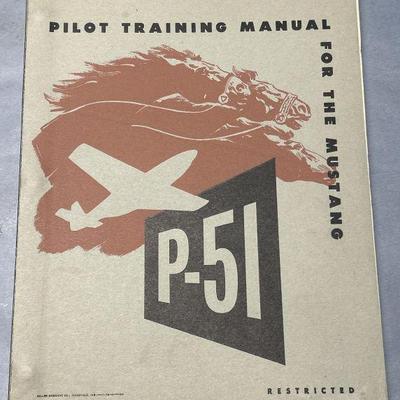 PILOT TRAINING MANUAL
FOR THE MUSTANG
P-51
RESTRICTED